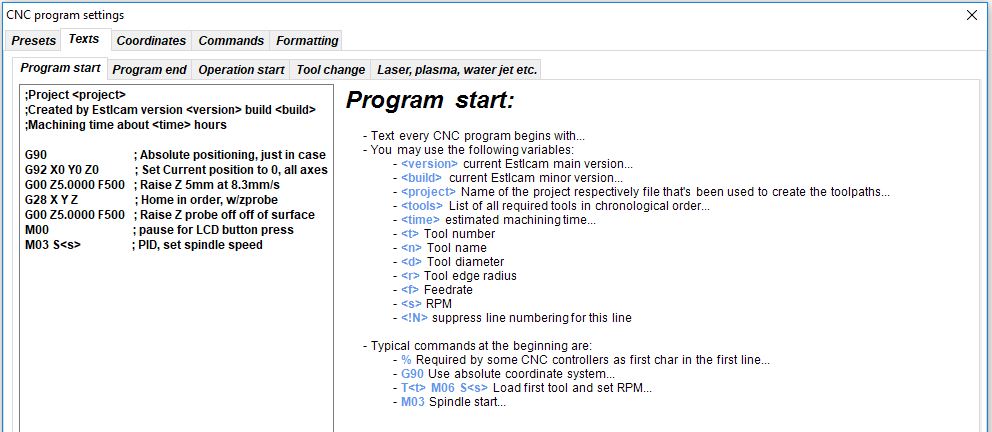 CNC program settings
Presets Texts Coordinates Commands Formatting
Program start Program end Operation start Tool change Laser, plasma, water jet etc.
;Project <project>
;Created by Estlcam version <version> build <build>
;Machining time about <time> hours
G90 ; Absolute positioning, just in case
G92 X0 Y0 Z0 ; Set Current position to 0, all axes
G00 Z5.0000 F500 ; Raise Z 5mm at 8.3mm/s
G28 X Y Z ; Home in order, w/zprobe
G00 Z5.0000 F500 ; Raise Z probe off off of surface
M00 ; pause for LCD button press
M03 S<s> ; PID, set spindle speed
Program start:
- Text every CNC program begins with...
- You may use the following variables:
- <version> current Estlcam main version...
- <build> current Estlcam minor version...
- <project> Name of the project respectively file that's been used to create the toolpaths...
- <tools> List of all required tools in chronological order...
- <time> estimated machining time...
- <t> Tool number
- <n> Tool name
- <d> Tool diameter
- <r> Tool edge radius
- <f> Feedrate
- <s> RPM
- <!N> suppress line numbering for this line
- Typical commands at the beginning are:
- % Required by some CNC controllers as first char in the first line...
- G90 Use absolute coordinate system...
- T<t> M06 S<s> Load first tool and set RPM...
- M03 Spindle start...